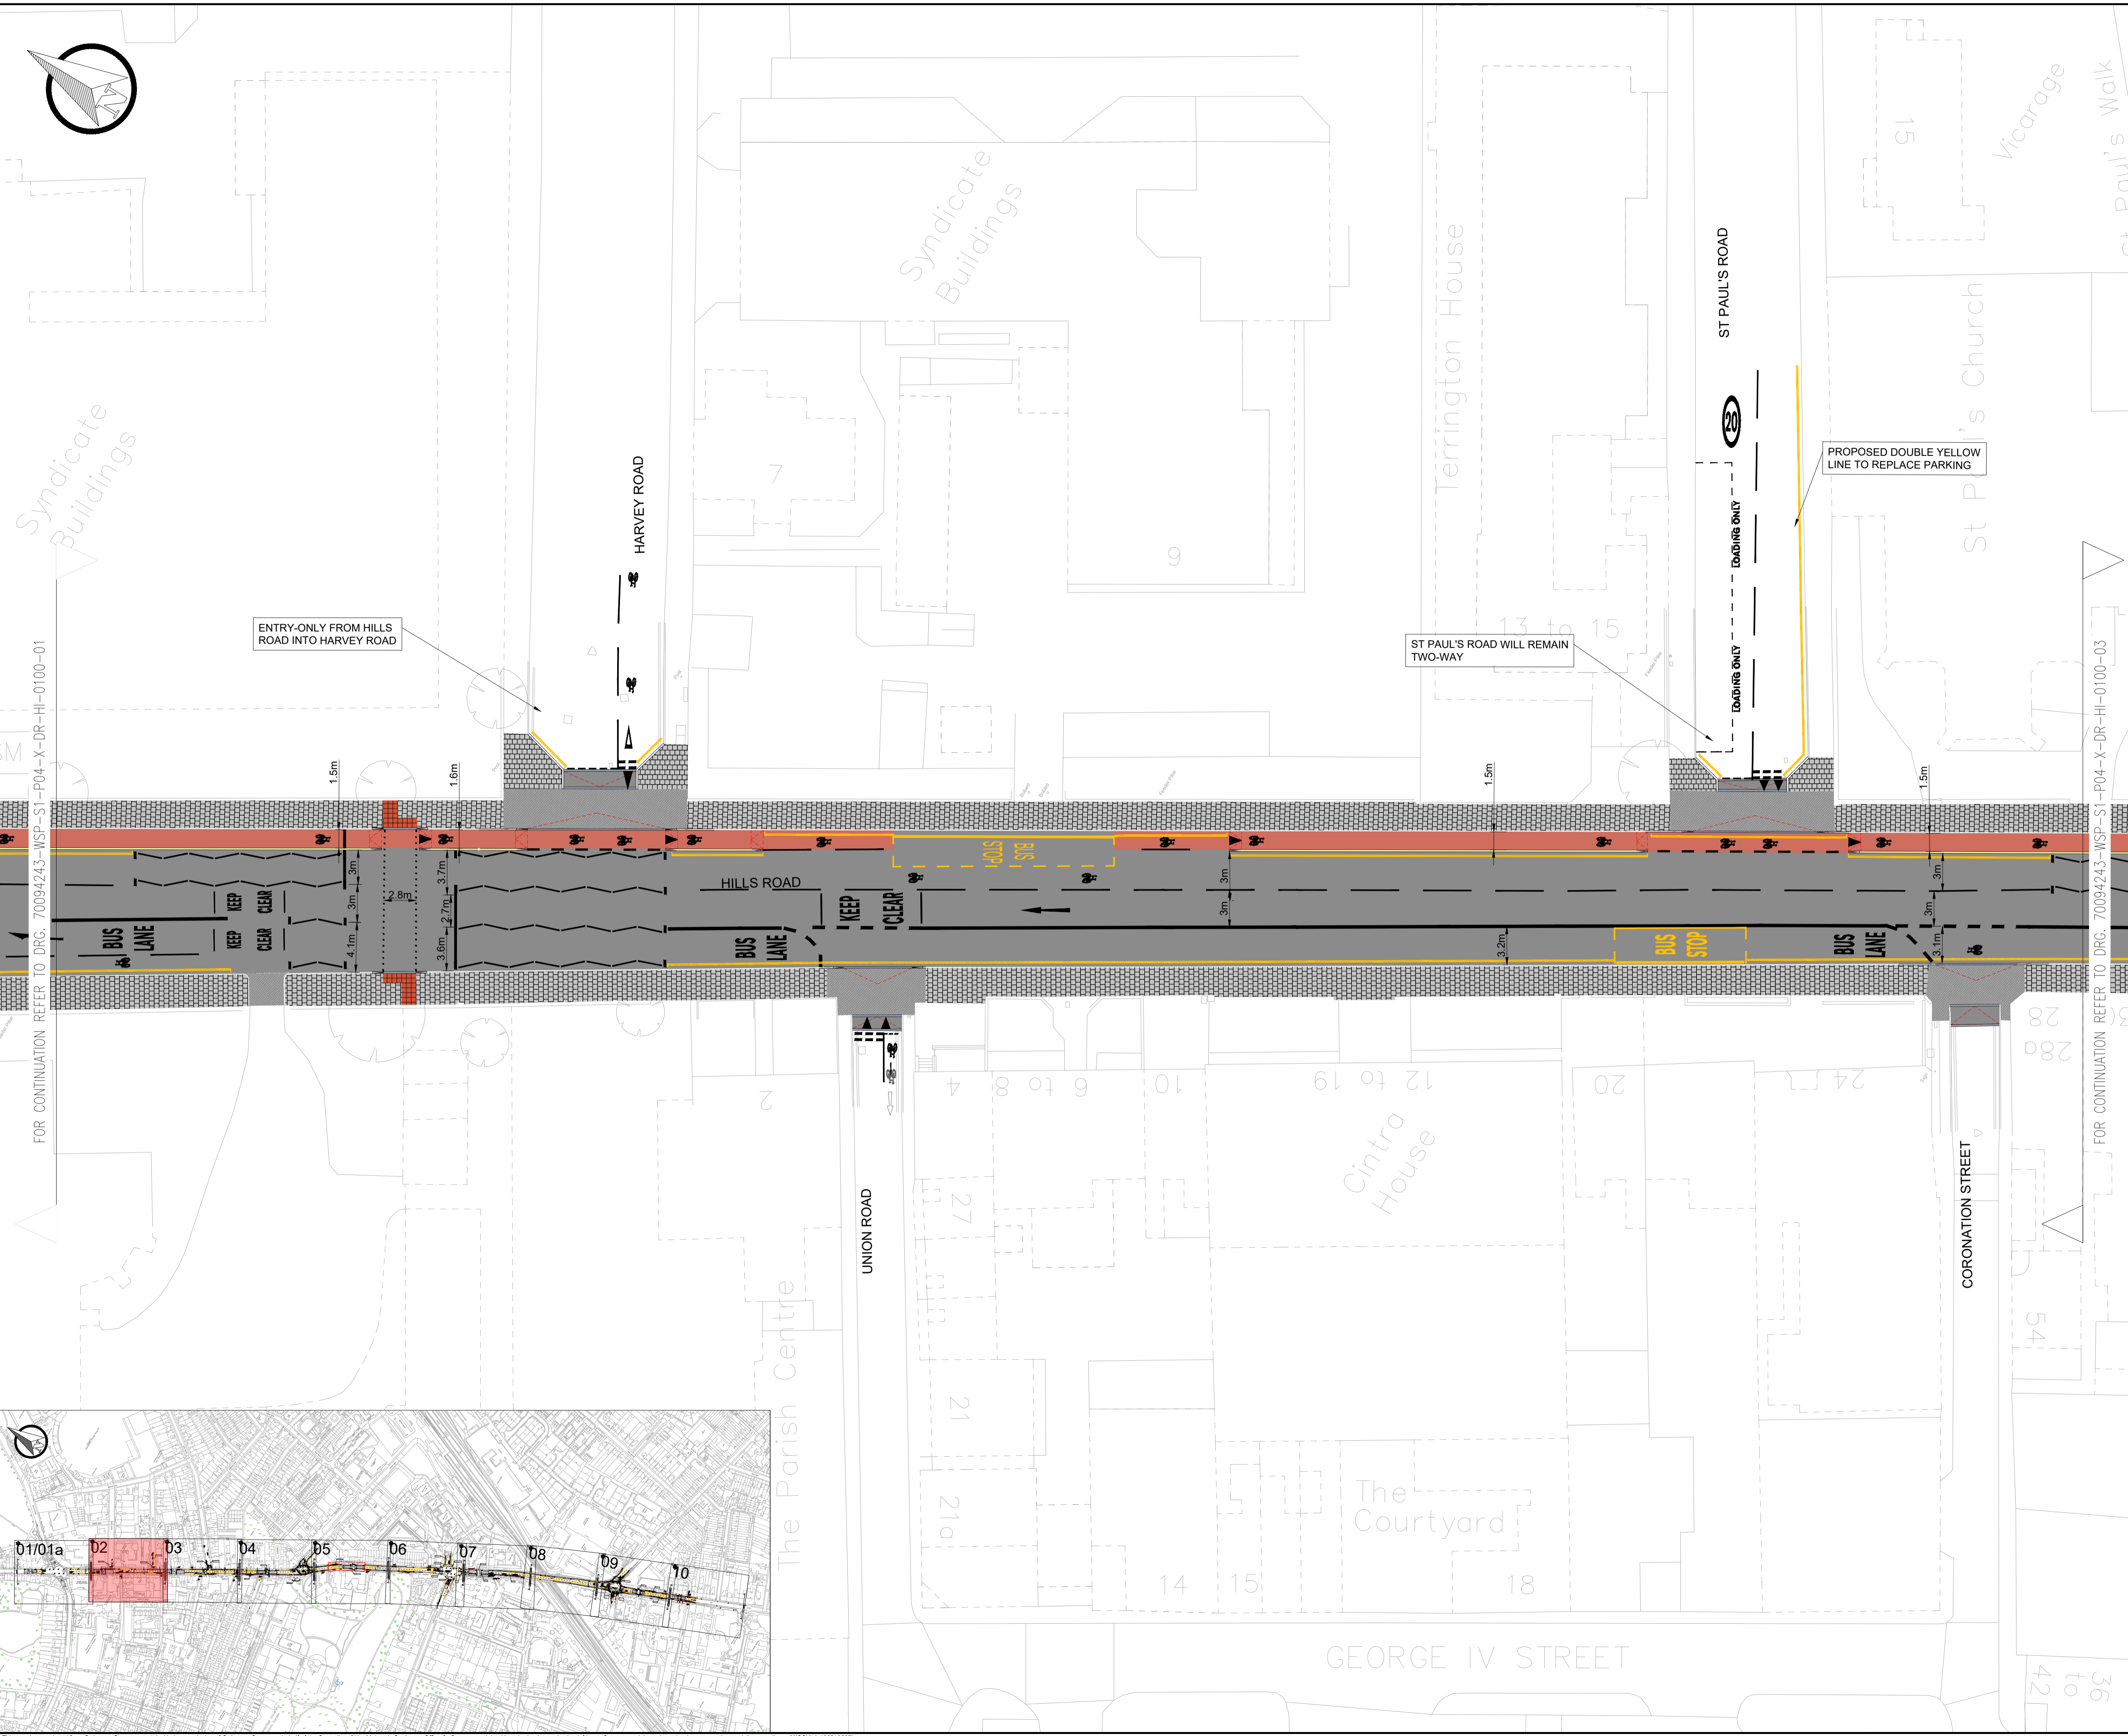 Syndicate
Buildings
Syndicate
Buildings
HARVEY ROAD
7
9
Terrington House
13 to 15
ST PAUL'S ROAD
20
LOADING ONLY
LOADING ONLY
15
Vicarage
St Paul's Church
PROPOSED DOUBLE YELLOW
LINE TO REPLACE PARKING
ENTRY-ONLY FROM HILLS
ROAD INTO HARVEY ROAD
ST PAUL'S ROAD WILL REMAIN
TWO-WAY
FOR CONTINUATION REFER TO DRG. 70094243-WSP-S1-P04-X-DR-HI-0100-01
FOR CONTINUATION REFER TO DRG. 70094243-WSP-S1-P04-X-DR-HI-0100-03
Post
Post
Feeder Pillar
Feeder Pillar
1.5m
1.6m
1.5m
1.5m
3m
3m
4.1m
2.8m
3.7m
2.7m
3.6m
3m
3m
3.2m
3m
3m
3.1m
HILLS ROAD
BUS
STOP
KEEP
CLEAR
KEEP
CLEAR
KEEP
CLEAR
BUS
LANE
BUS
LANE
BUS
STOP
BUS
LANE
2
4
6 to 8
10
12 to 19
20
24
28
28a
Sign
Cintra
House
UNION ROAD
CORONATION STREET
27
21
21a
54
The Parish Centre
The
Courtyard
14
15
18
GEORGE IV STREET
36
to
42
01/01a
02
03
04
05
06
07
08
09
10